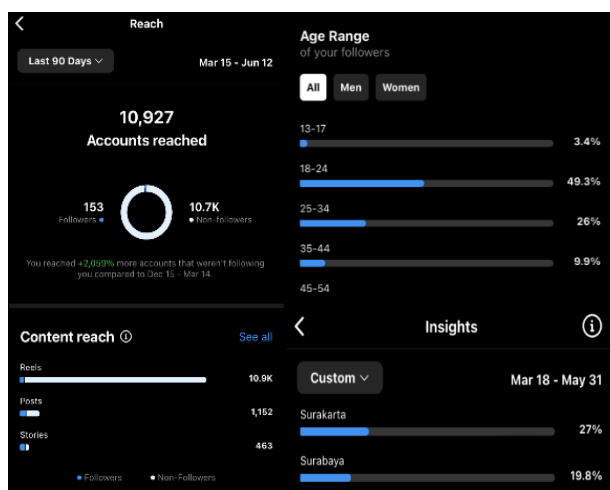 Reach
Last 90 Days
Mar 15 - Jun 12
10,927
Accounts reached
153
Followers
10.7K
Non-followers
You reached +2,059% more accounts that weren't following
you compared to Dec 15 - Mar 14.
Content reach
See all
Reels
10.9K
Posts
1,152
Stories
463
Followers
Non-Followers
Age Range
of your followers
All
Men
Women
13-17
3.4%
18-24
49.3%
25-34
26%
35-44
9.9%
45-54
Insights
Custom
Mar 18 - May 31
Surakarta
27%
Surabaya
19.8%